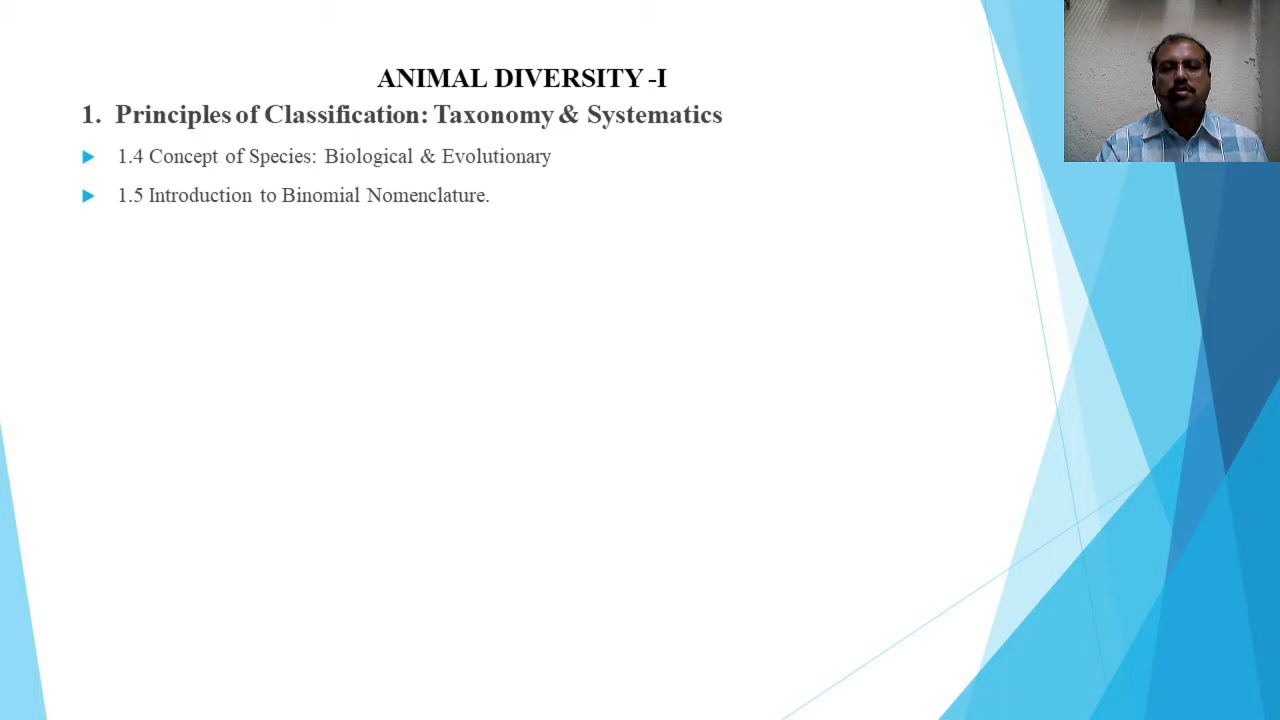 ANIMAL DIVERSITY -I
1. Principles of Classification: Taxonomy & Systematics
1.4 Concept of Species: Biological & Evolutionary
1.5 Introduction to Binomial Nomenclature.